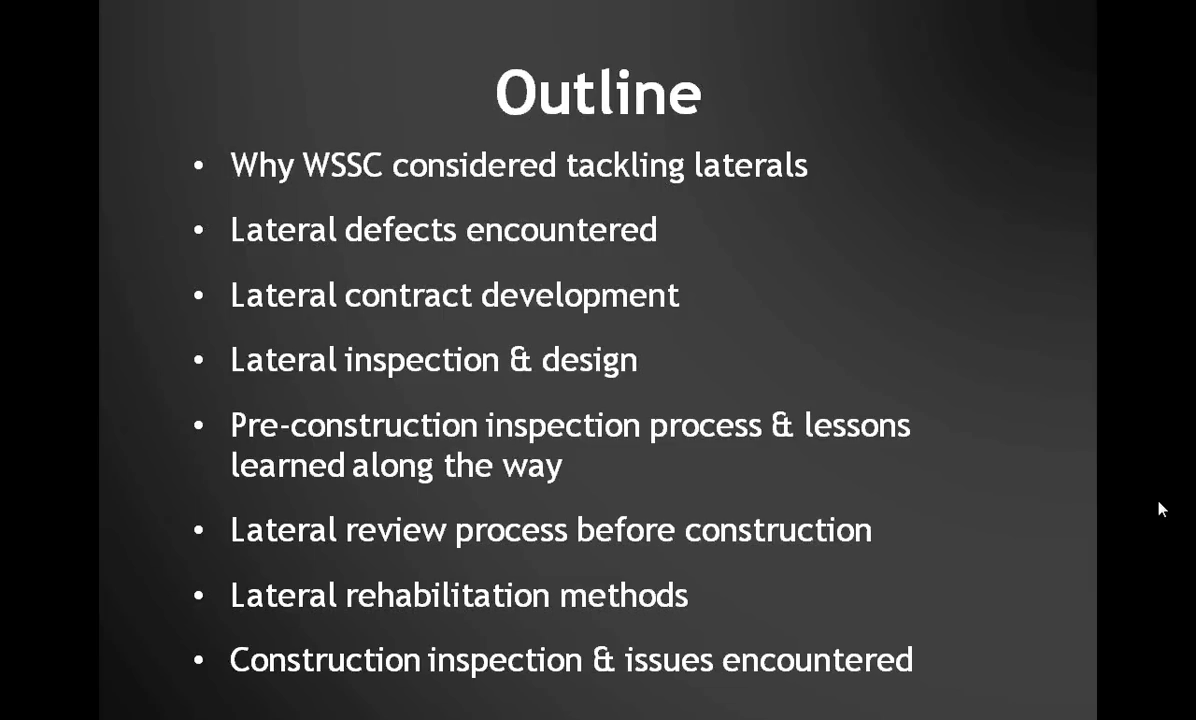 Outline
• Why WSSC considered tackling laterals
• Lateral defects encountered
• Lateral contract development
• Lateral inspection & design
• Pre-construction inspection process & lessons
learned along the way
• Lateral review process before construction
• Lateral rehabilitation methods
• Construction inspection & issues encountered